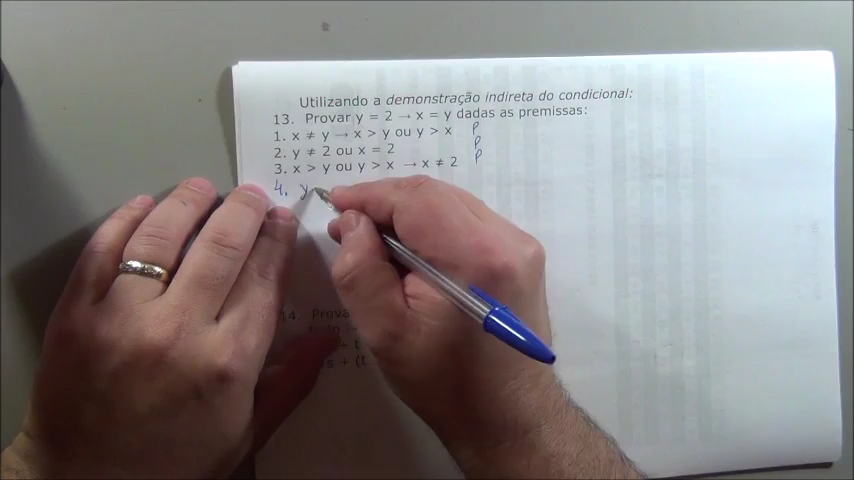 Utilizando a demonstração indireta do condicional:
13. Provar y = 2 → x = y dadas as premissas:
1. x ≠ y → x > y ou y > x P
2. y ≠ 2 ou x = 2 P
3. x > y ou y > x → x ≠ 2 P
4. y
14. Prova